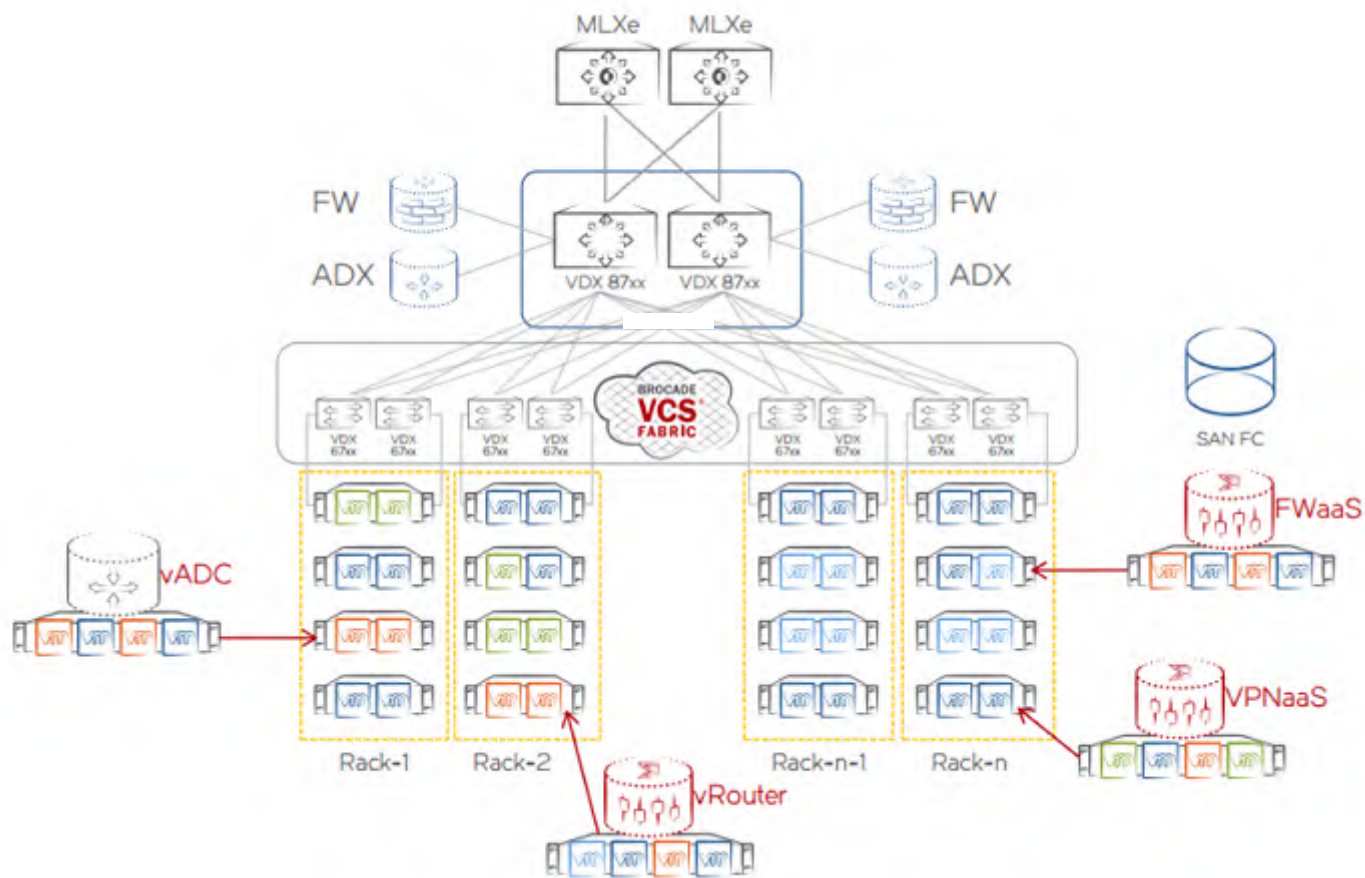 MLXe MLXe
FW
FW
ADX
ADX
VDX 87xx VDX 87xx
BROCADE
VCS
FABRIC
VDX
67xx
VDX
67xx
VDX
67xx
VDX
67xx
VDX
67xx
VDX
67xx
VDX
67xx
VDX
67xx
SAN FC
FWaaS
vADC
VPNaaS
Rack-1 Rack-2 Rack-n-1 Rack-n
vRouter